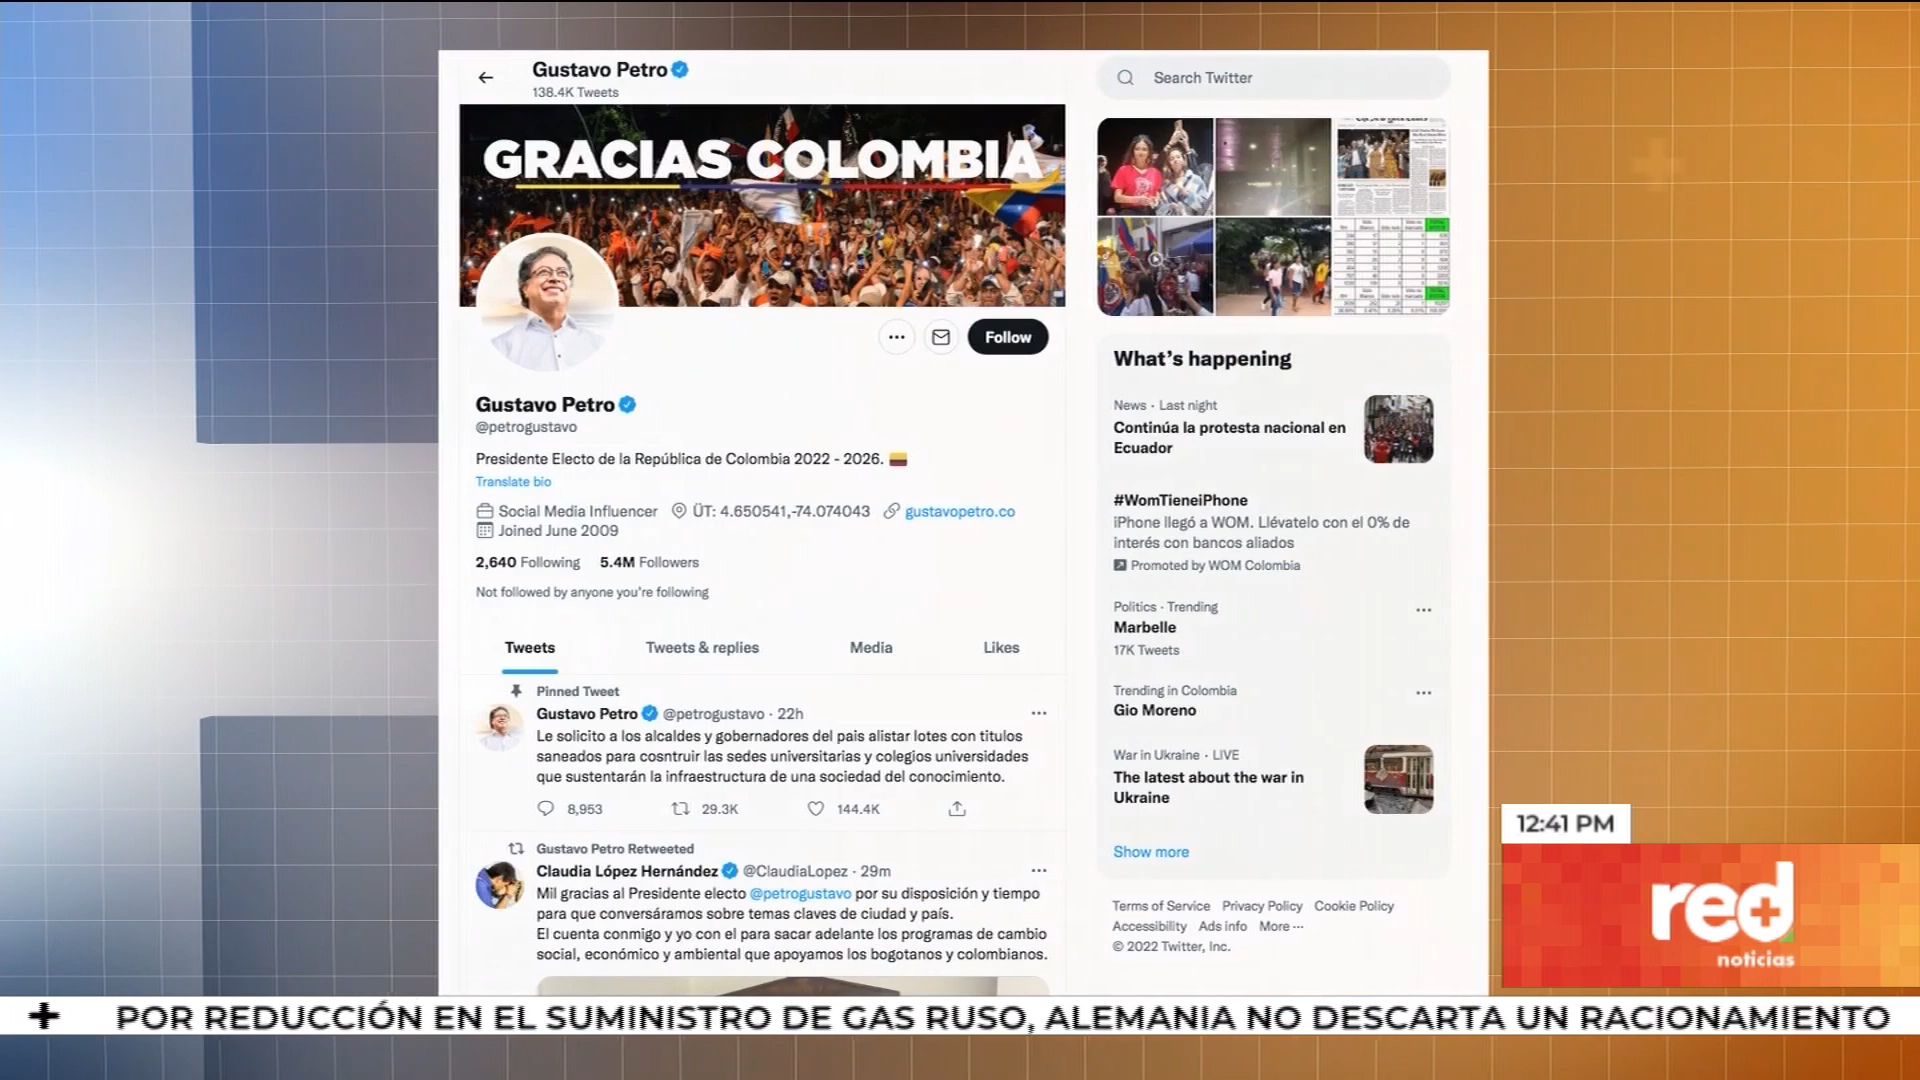 Gustavo Petro
138.4K Tweets
Search Twitter
GRACIAS COLOMBIA
Follow
Gustavo Petro
@petrogustavo
Presidente Electo de la República de Colombia 2022 - 2026.
Translate bio
Social Media Influencer ÜT: 4.650541,-74.074043 gustavopetro.co
Joined June 2009
2,640 Following 5.4M Followers
Not followed by anyone you're following
Tweets Tweets & replies Media Likes
Pinned Tweet
Gustavo Petro @petrogustavo · 22h
Le solicito a los alcaldes y gobernadores del pais alistar lotes con titulos
saneados para cosntruir las sedes universitarias y colegios universidades
que sustentarán la infraestructura de una sociedad del conocimiento.
8,953 29.3K 144.4K
Gustavo Petro Retweeted
Claudia López Hernández @ClaudiaLopez · 29m
Mil gracias al Presidente electo @petrogustavo por su disposición y tiempo
para que conversáramos sobre temas claves de ciudad y país.
El cuenta conmigo y yo con el para sacar adelante los programas de cambio
social, económico y ambiental que apoyamos los bogotanos y colombianos.
What's happening
News · Last night
Continúa la protesta nacional en
Ecuador
#WomTieneiPhone
iPhone llegó a WOM. Llévatelo con el 0% de
interés con bancos aliados
Promoted by WOM Colombia
Politics · Trending
Marbelle
17K Tweets
Trending in Colombia
Gio Moreno
War in Ukraine · LIVE
The latest about the war in
Ukraine
Show more
Terms of Service Privacy Policy Cookie Policy
Accessibility Ads info More ···
© 2022 Twitter, Inc.
12:41 PM
red+
noticias
POR REDUCCIÓN EN EL SUMINISTRO DE GAS RUSO, ALEMANIA NO DESCARTA UN RACIONAMIENTO